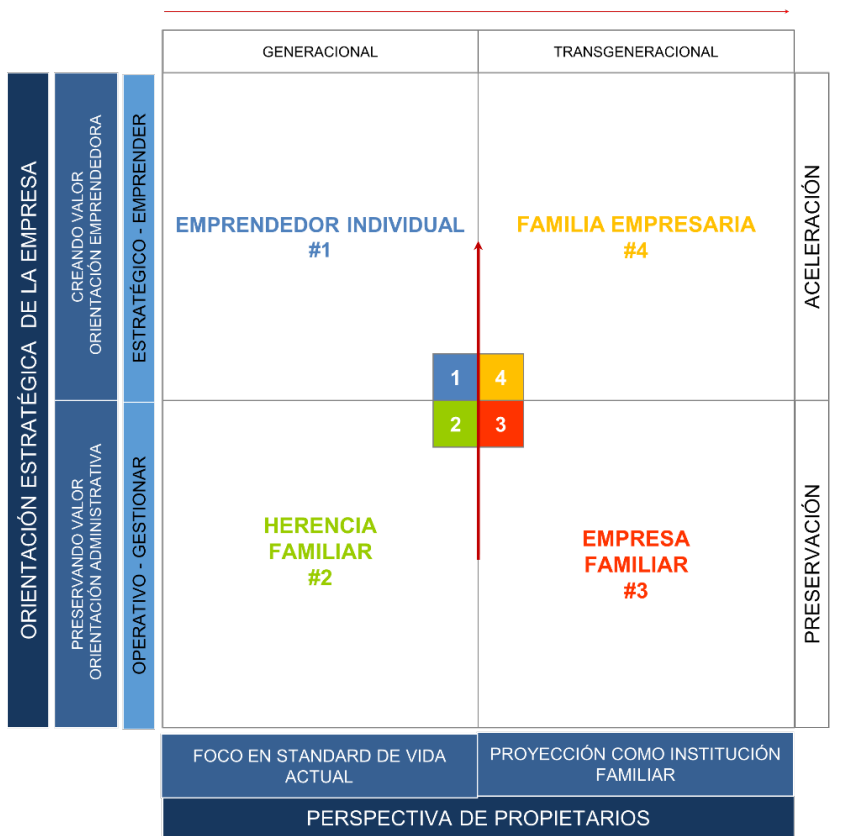 GENERACIONAL
TRANSGENERACIONAL
ORIENTACIÓN ESTRATÉGICA DE LA EMPRESA
CREANDO VALOR
ORIENTACIÓN EMPRENDEDORA
ESTRATÉGICO - EMPRENDER
EMPRENDEDOR INDIVIDUAL
#1
FAMILIA EMPRESARIA
#4
ACELERACIÓN
1
4
2
3
PRESERVANDO VALOR
ORIENTACIÓN ADMINISTRATIVA
OPERATIVO - GESTIONAR
HERENCIA
FAMILIAR
#2
EMPRESA
FAMILIAR
#3
PRESERVACIÓN
FOCO EN STANDARD DE VIDA
ACTUAL
PROYECCIÓN COMO INSTITUCIÓN
FAMILIAR
PERSPECTIVA DE PROPIETARIOS